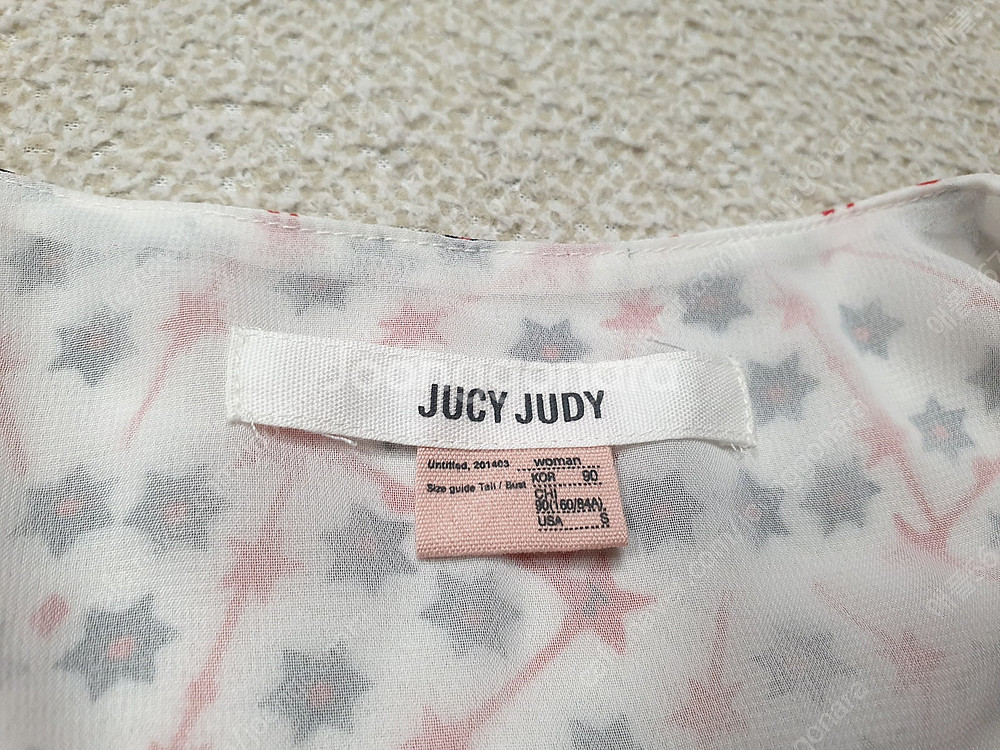 JUCY JUDY
Untitled, 201403
Size guide Tall / Bust
woman
KOR 90
CHI
90(160/84A)
USA S